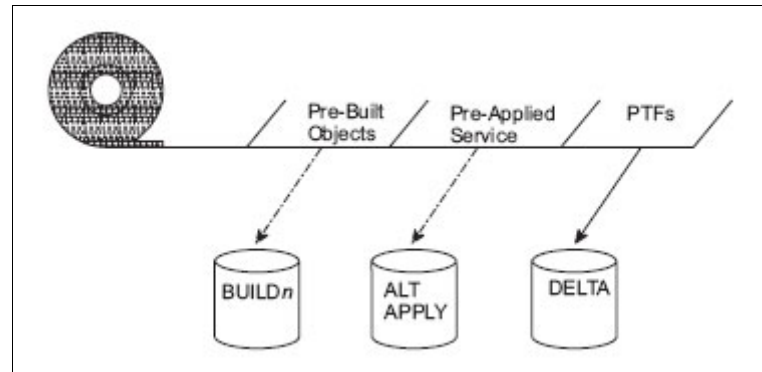 Pre-Built
Objects
Pre-Applied
Service
PTFs
BUILDn
ALT
APPLY
DELTA